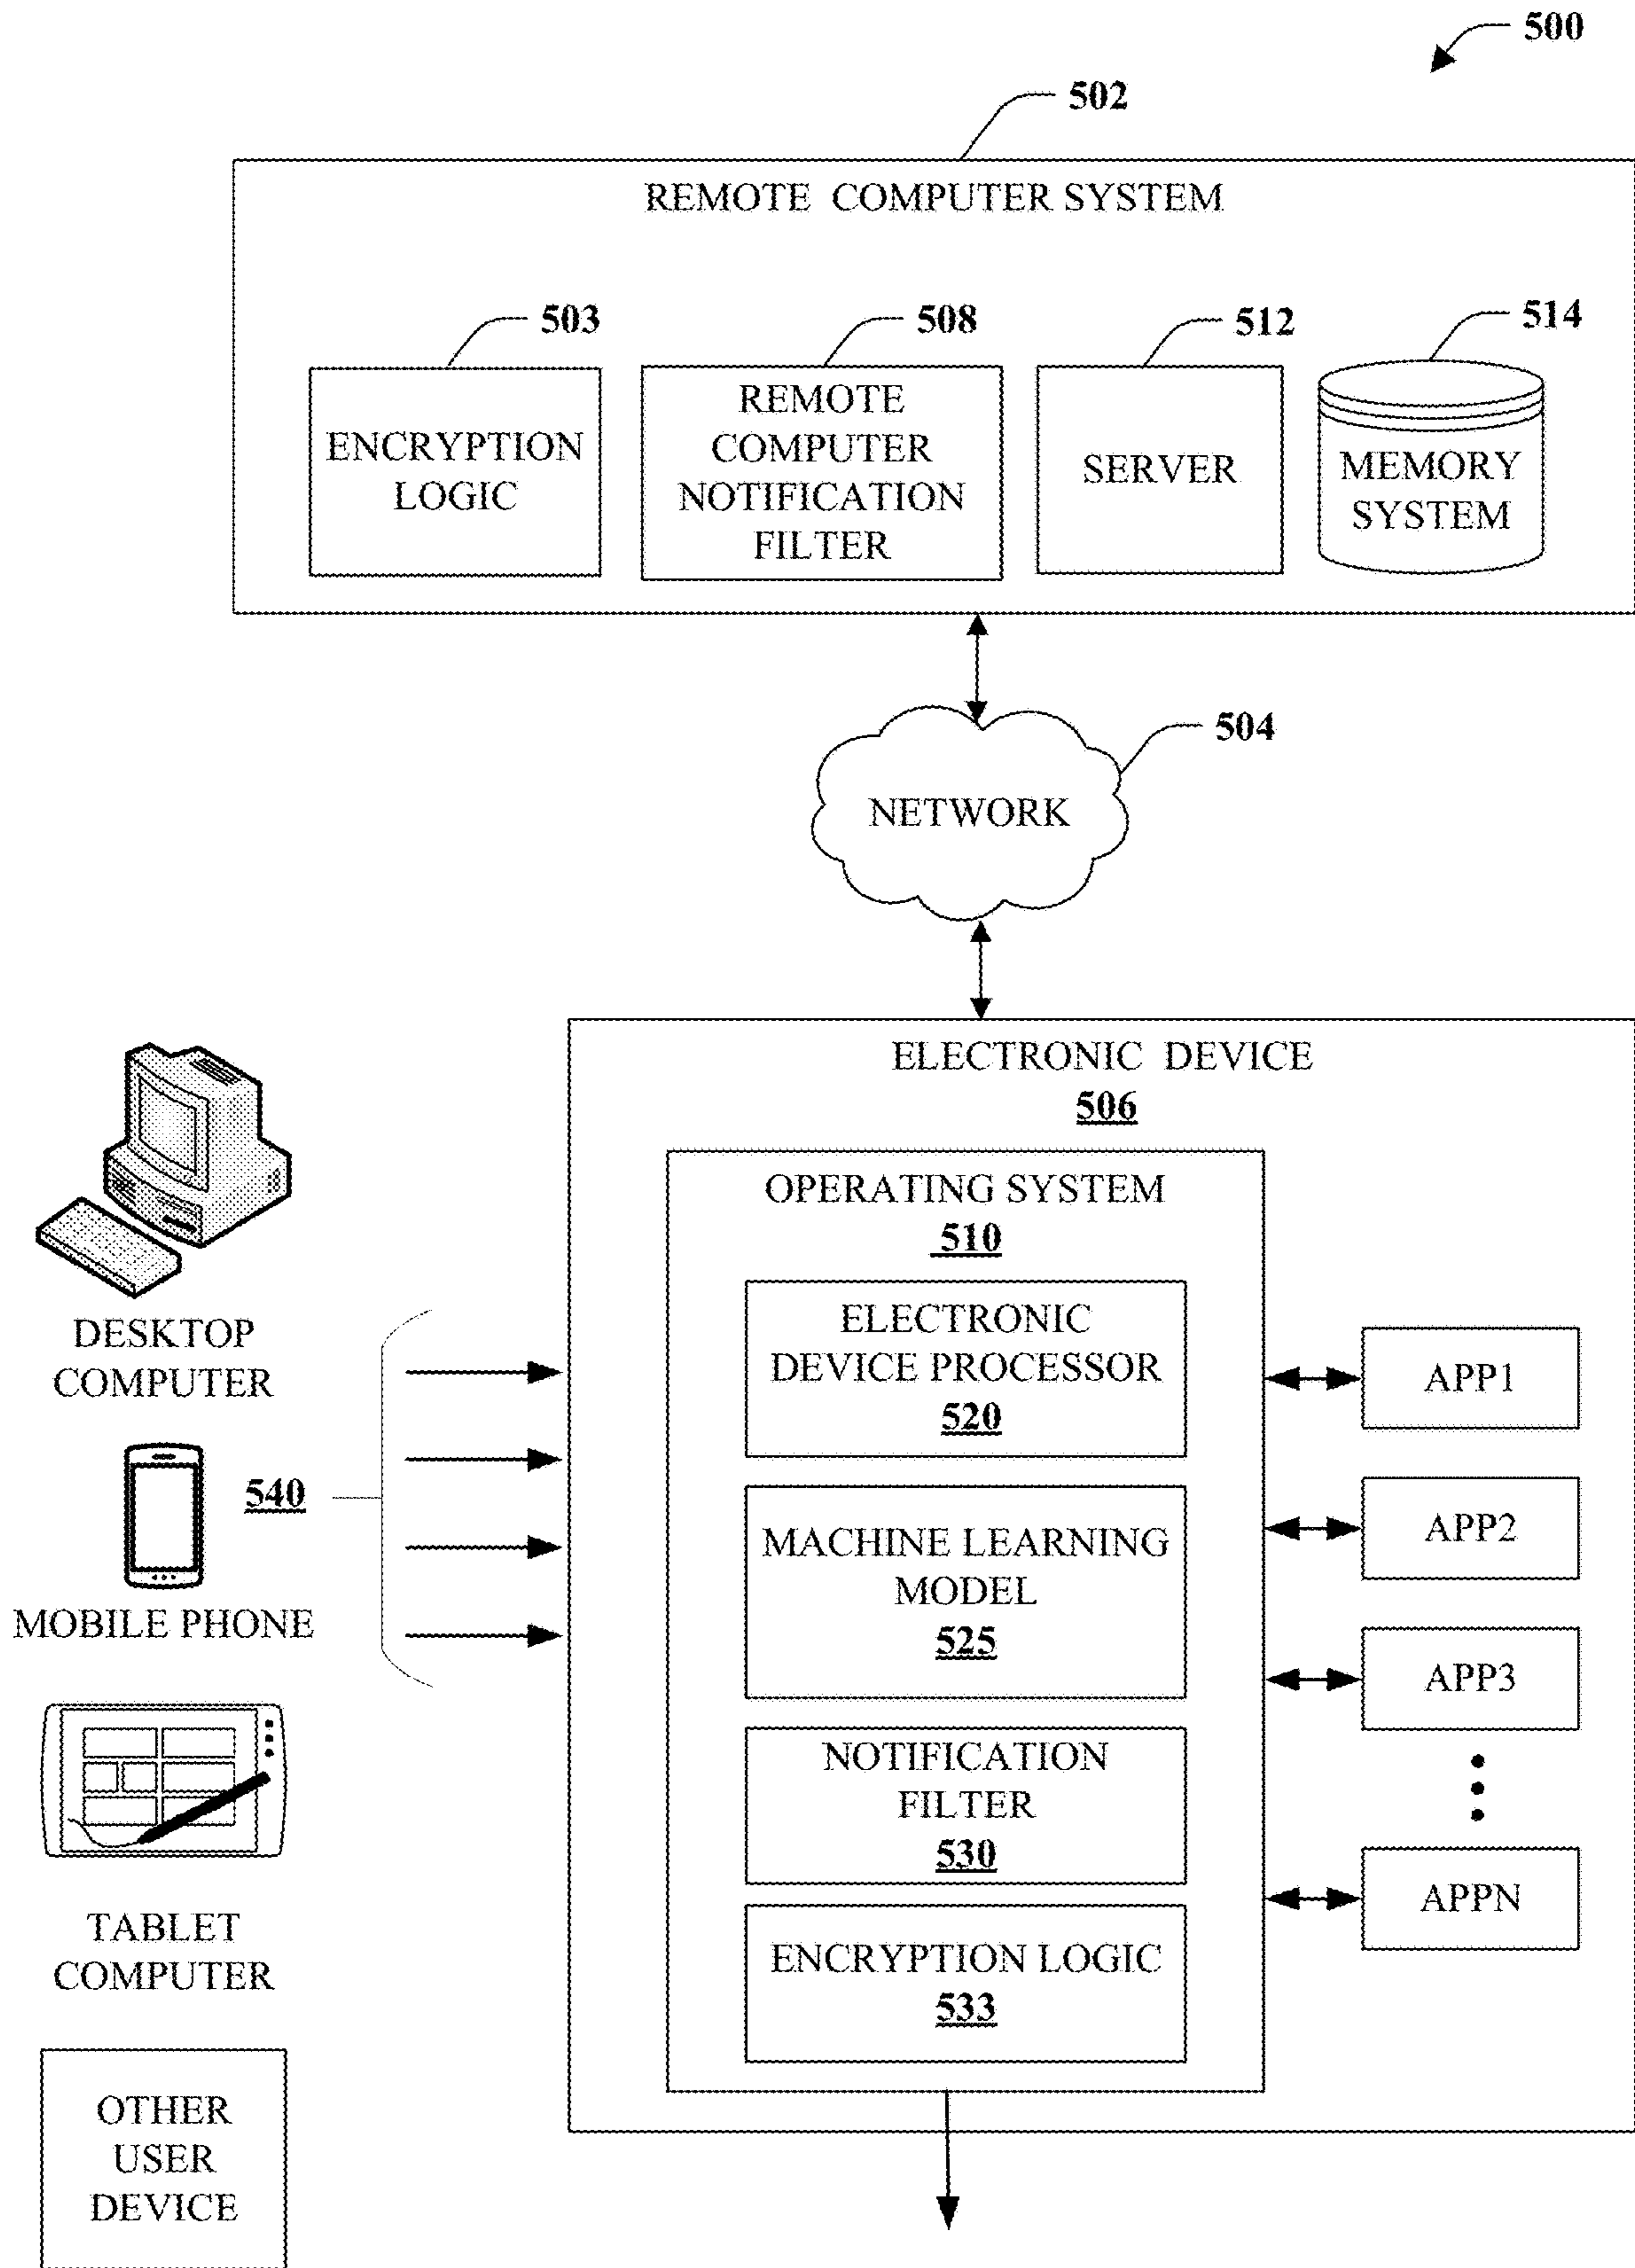 500
502
REMOTE COMPUTER SYSTEM
503
508
512
514
ENCRYPTION
LOGIC
REMOTE
COMPUTER
NOTIFICATION
FILTER
SERVER
MEMORY
SYSTEM
504
NETWORK
ELECTRONIC DEVICE
506
OPERATING SYSTEM
510
ELECTRONIC
DEVICE PROCESSOR
520
MACHINE LEARNING
MODEL
525
NOTIFICATION
FILTER
530
ENCRYPTION LOGIC
533
APP1
APP2
APP3
APPN
DESKTOP
COMPUTER
540
MOBILE PHONE
TABLET
COMPUTER
OTHER
USER
DEVICE